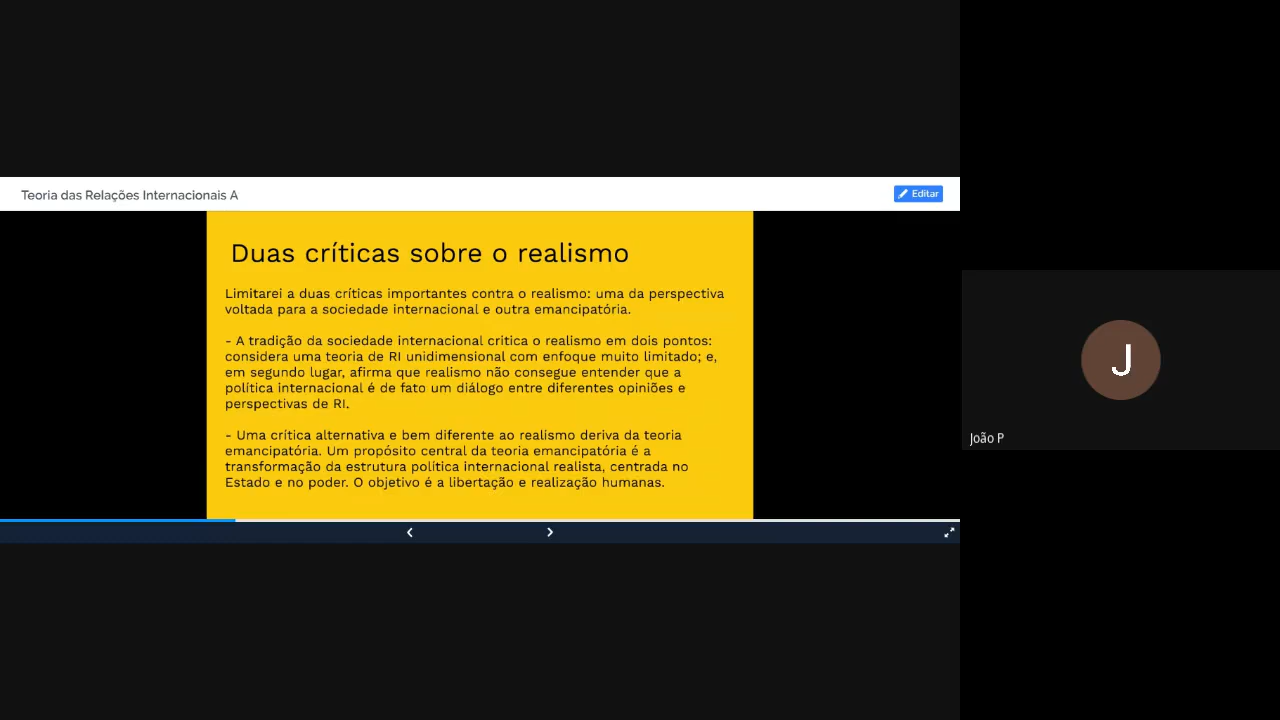 Teoria das Relações Internacionais A
Editar
Duas críticas sobre o realismo
Limitarei a duas críticas importantes contra o realismo: uma da perspectiva
voltada para a sociedade internacional e outra emancipatória.
- A tradição da sociedade internacional critica o realismo em dois pontos:
considera uma teoria de RI unidimensional com enfoque muito limitado; e,
em segundo lugar, afirma que realismo não consegue entender que a
política internacional é de fato um diálogo entre diferentes opiniões e
perspectivas de RI.
- Uma crítica alternativa e bem diferente ao realismo deriva da teoria
emancipatória. Um propósito central da teoria emancipatória é a
transformação da estrutura política internacional realista, centrada no
Estado e no poder. O objetivo é a libertação e realização humanas.
J
João P